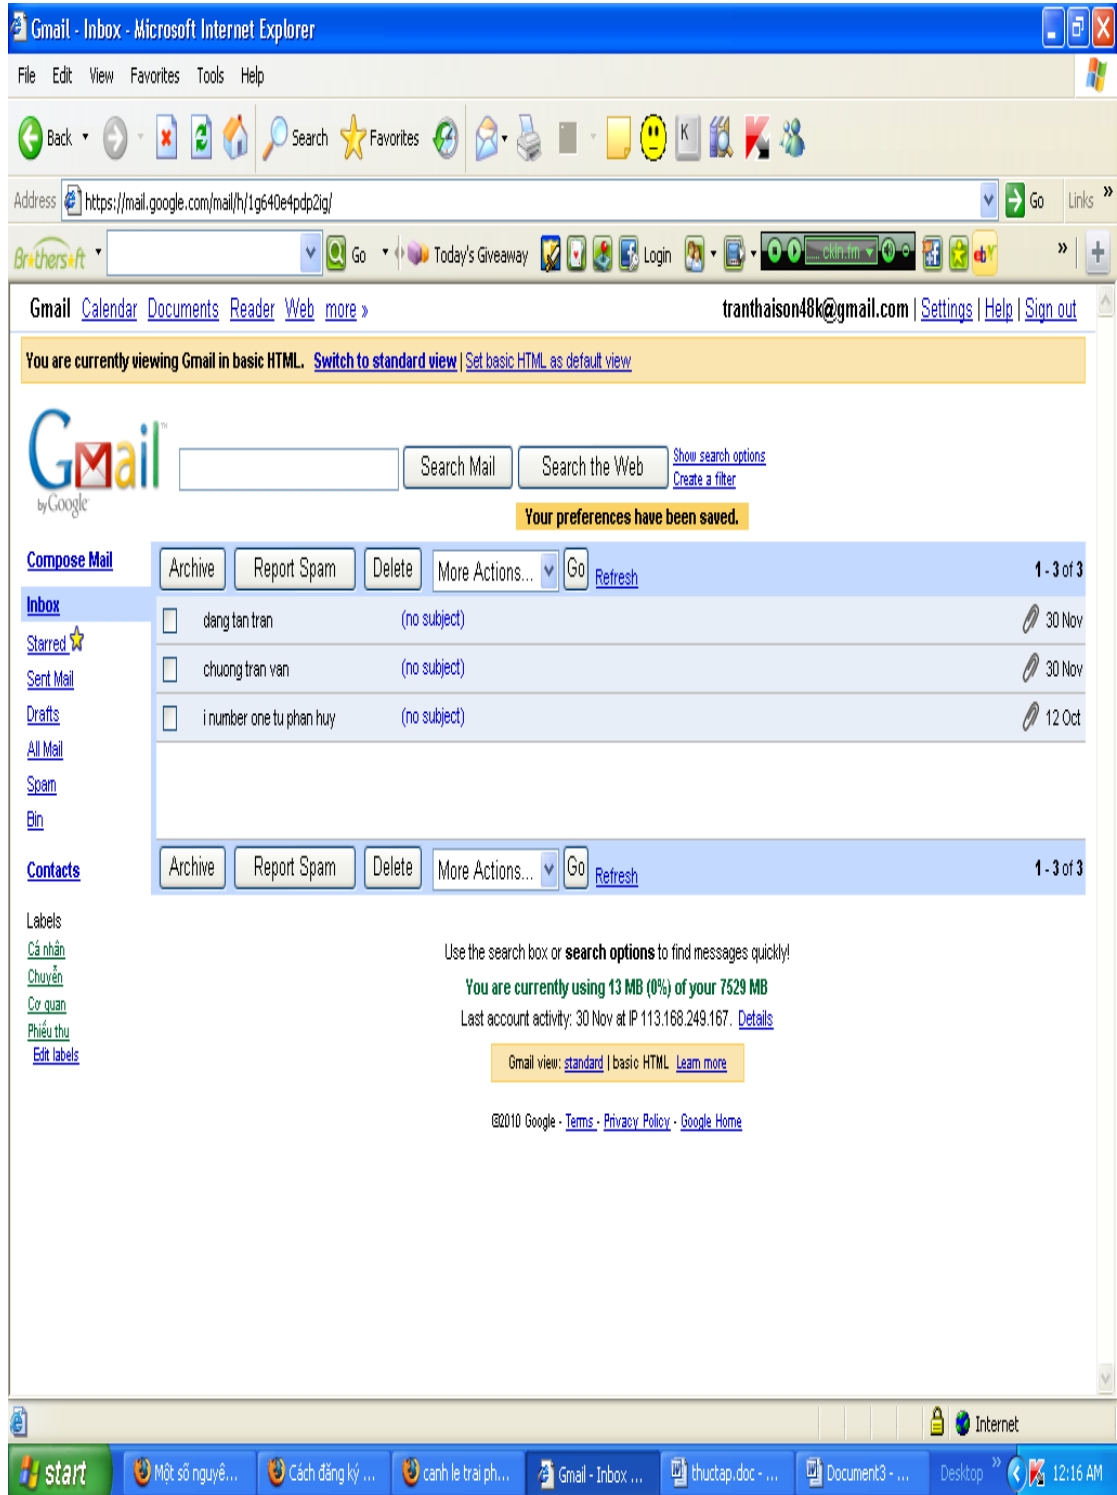 Gmail - Inbox - Microsoft Internet Explorer
File Edit View Favorites Tools Help
Back Search Favorites K
Address https://mail.google.com/mail/h/1g640e4pdp2ig/ Go Links »
Brothersoft Go Today's Giveaway Login ckln.fm eby »
Gmail Calendar Documents Reader Web more » tranthaison48k@gmail.com | Settings | Help | Sign out
You are currently viewing Gmail in basic HTML. Switch to standard view | Set basic HTML as default view
Gmail™
by Google
Search Mail Search the Web Show search options
Create a filter
Your preferences have been saved.
Compose Mail Archive Report Spam Delete More Actions... Go Refresh 1 - 3 of 3
Inbox dang tan tran (no subject) 30 Nov
Starred
Sent Mail chuong tran van (no subject) 30 Nov
Drafts i number one tu phan huy (no subject) 12 Oct
All Mail
Spam
Bin
Contacts Archive Report Spam Delete More Actions... Go Refresh 1 - 3 of 3
Labels
Cá nhân
Chuyển
Cơ quan
Phiếu thu
Edit labels
Use the search box or search options to find messages quickly!
You are currently using 13 MB (0%) of your 7529 MB
Last account activity: 30 Nov at IP 113.168.249.167. Details
Gmail view: standard | basic HTML Learn more
©2010 Google - Terms - Privacy Policy - Google Home
Internet
start Một số nguyê... Cách đăng ký ... canh le trai ph... Gmail - Inbox ... thuctap.doc - ... Document3 - ... Desktop » 12:16 AM